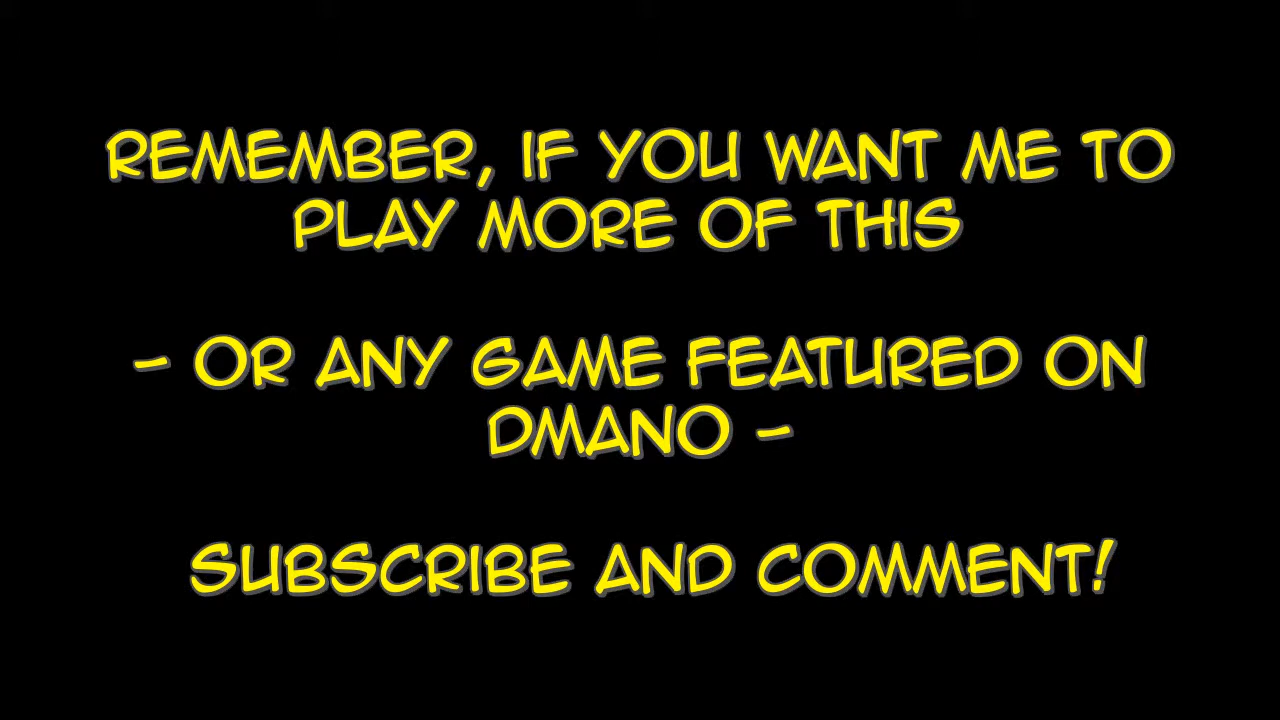 REMEMBER, IF YOU WANT ME TO
PLAY MORE OF THIS
- OR ANY GAME FEATURED ON
DMANO -
SUBSCRIBE AND COMMENT!